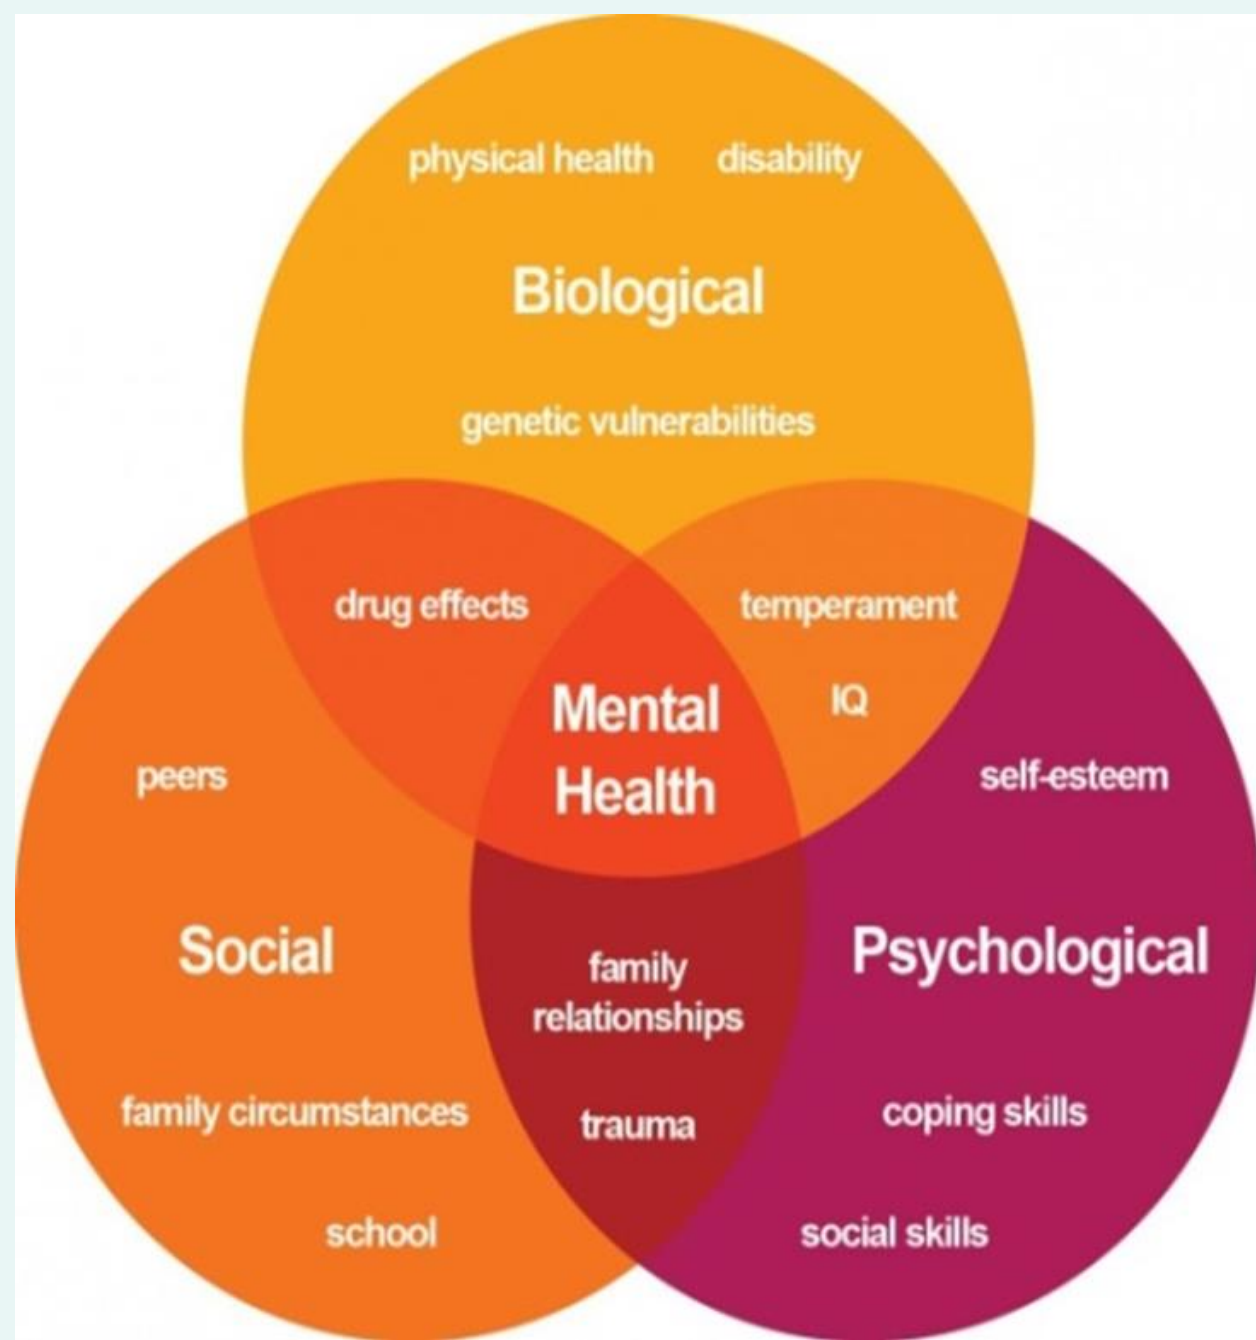 physical health disability
Biological
genetic vulnerabilities
drug effects temperament
Mental
Health
IQ
peers self-esteem
Social
Psychological
family
relationships
family circumstances
trauma
coping skills
school
social skills